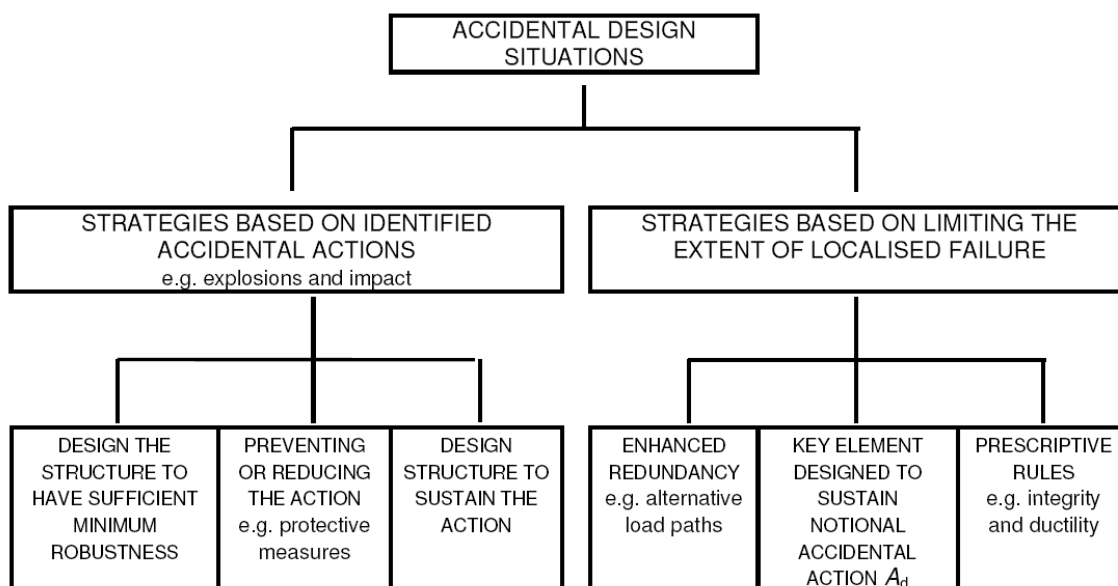 ACCIDENTAL DESIGN
SITUATIONS
STRATEGIES BASED ON IDENTIFIED
ACCIDENTAL ACTIONS
e.g. explosions and impact
STRATEGIES BASED ON LIMITING THE
EXTENT OF LOCALISED FAILURE
DESIGN THE
STRUCTURE TO
HAVE SUFFICIENT
MINIMUM
ROBUSTNESS
PREVENTING
OR REDUCING
THE ACTION
e.g. protective
measures
DESIGN
STRUCTURE TO
SUSTAIN THE
ACTION
ENHANCED
REDUNDANCY
e.g. alternative
load paths
KEY ELEMENT
DESIGNED TO
SUSTAIN
NOTIONAL
ACCIDENTAL
ACTION Ad
PRESCRIPTIVE
RULES
e.g. integrity
and ductility